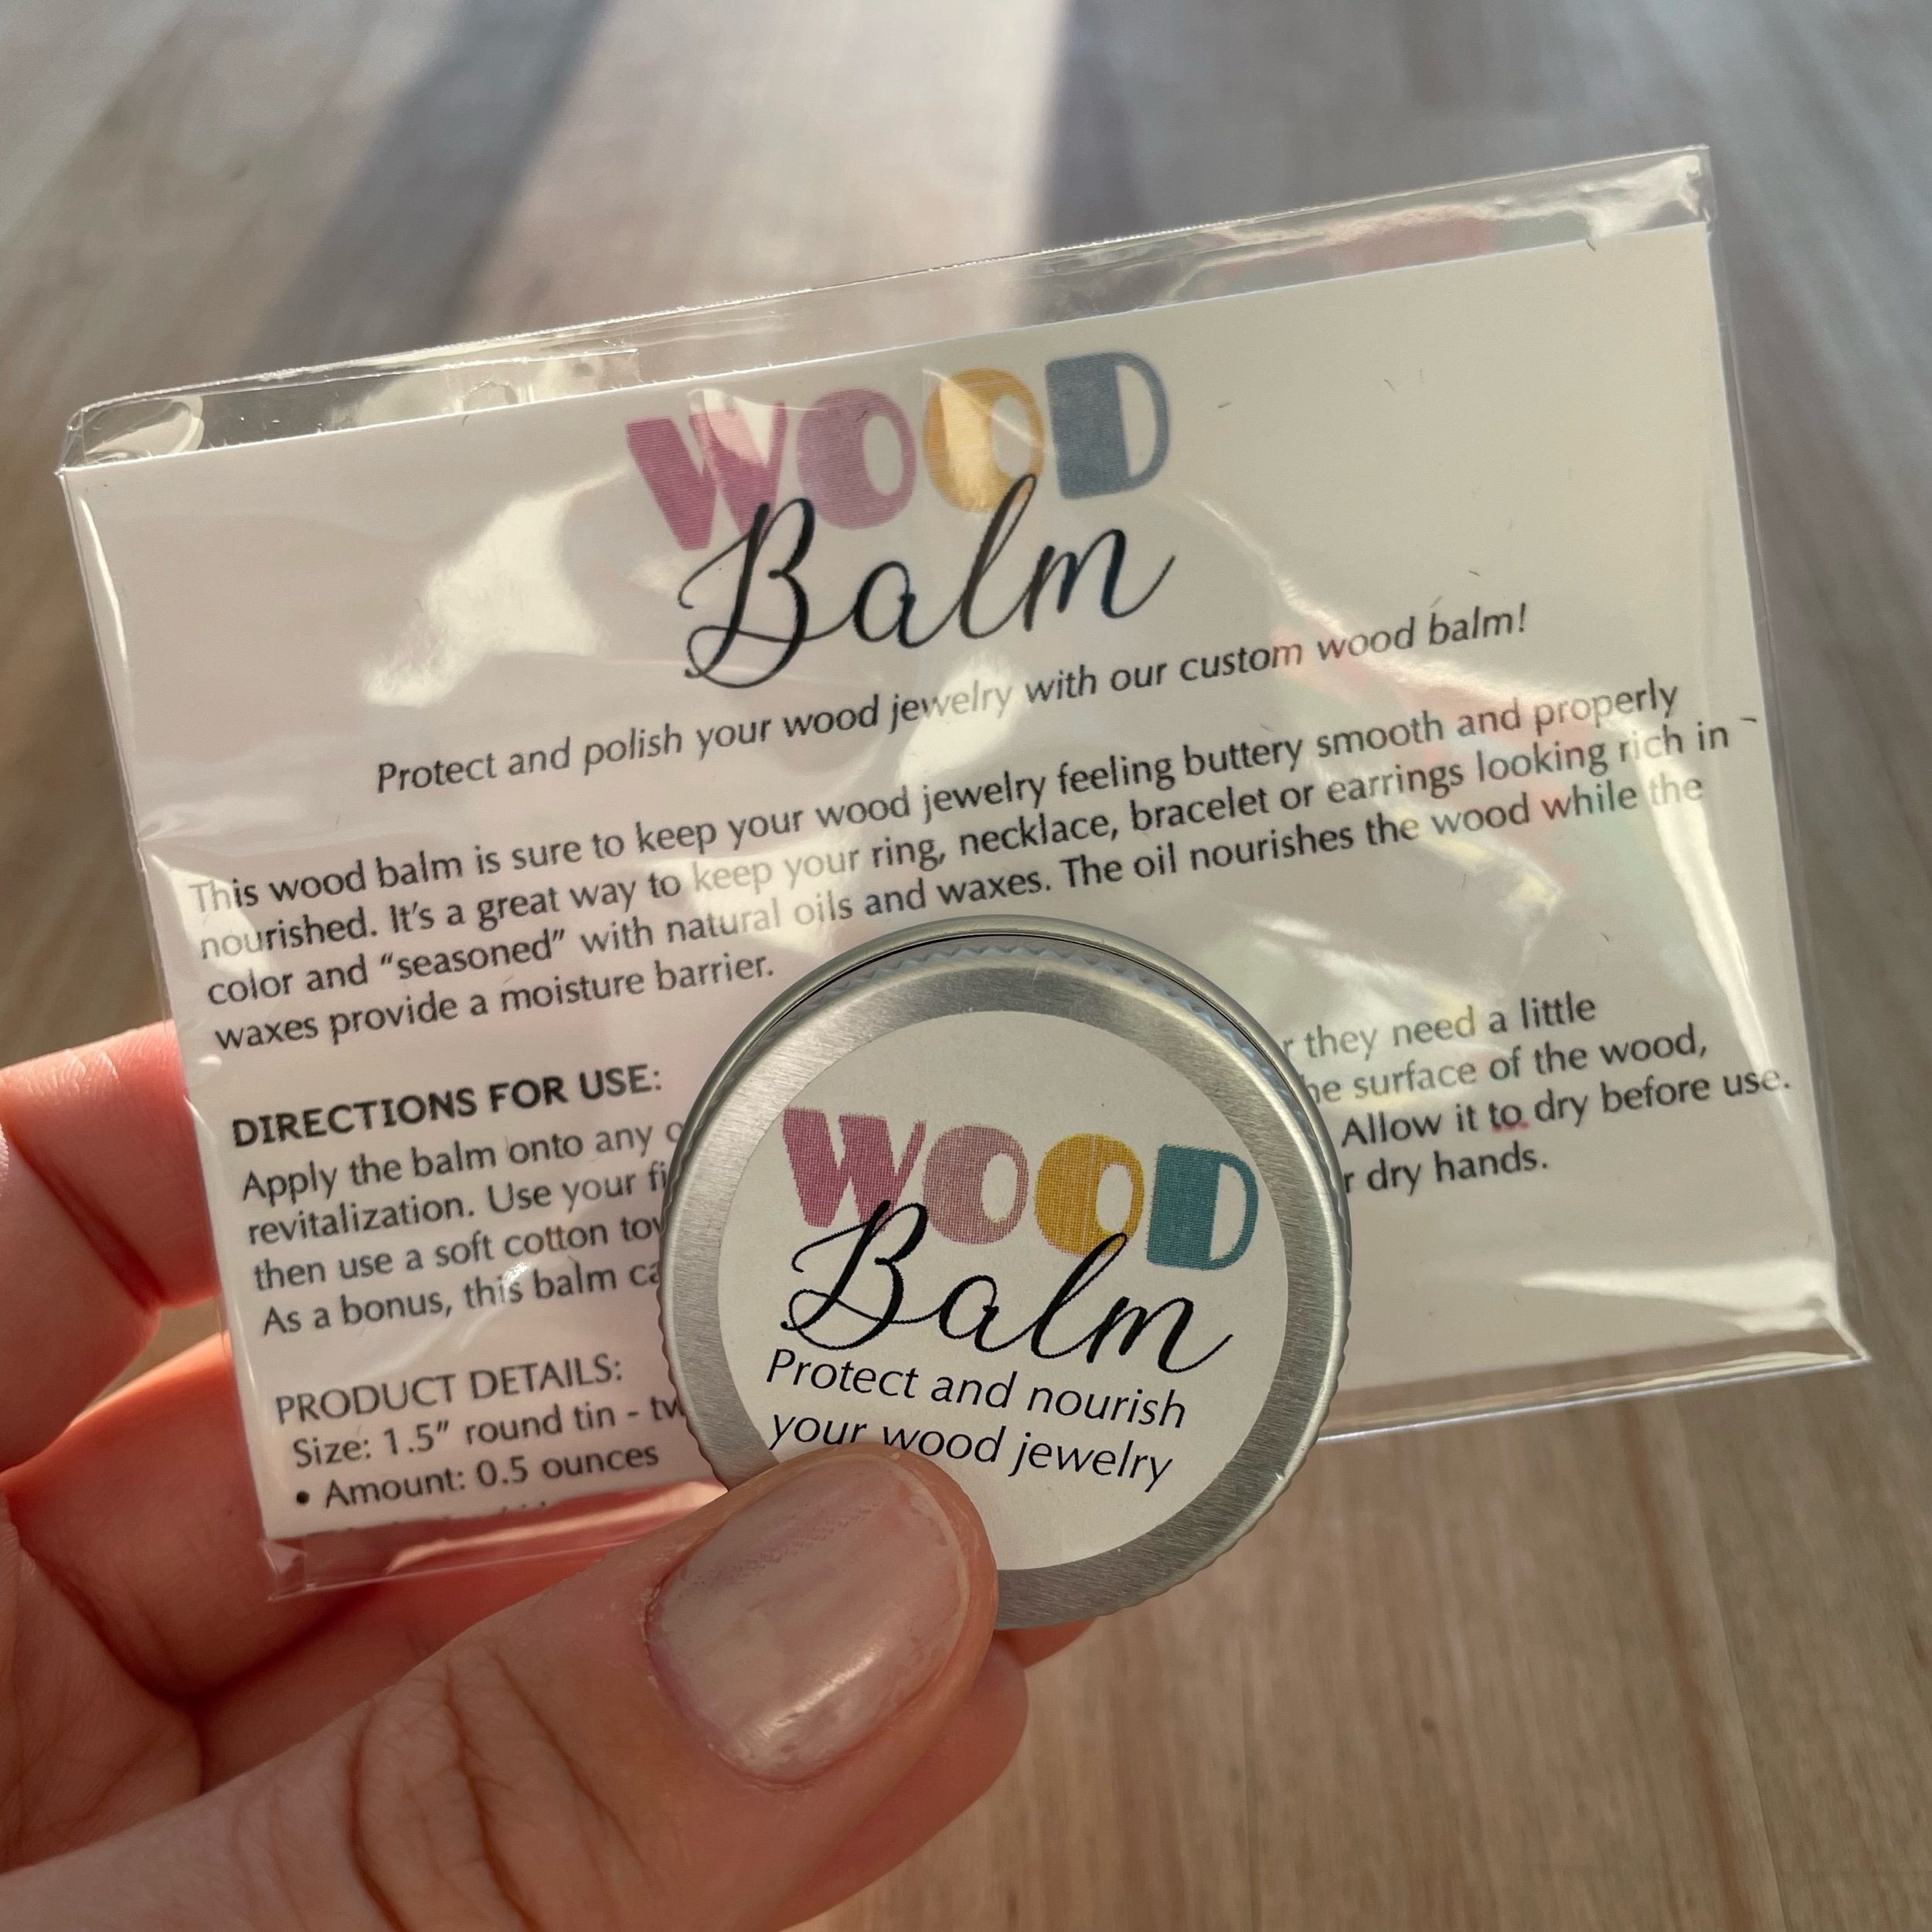 WOOD
Balm
Protect and polish your wood jewelry with our custom wood balm!
This wood balm is sure to keep your wood jewelry feeling buttery smooth and properly
nourished. It's a great way to keep your ring, necklace, bracelet or earrings looking rich in
color and “seasoned” with natural oils and waxes. The oil nourishes the wood while the
waxes provide a moisture barrier.
DIRECTIONS FOR USE:
Apply the balm onto any they need a little
revitalization. Use your surface of the wood,
then use a soft cotton Allow it to dry before use.
As a bonus, this balm dry hands.
PRODUCT DETAILS:
Size: 1.5” round tin -
• Amount: 0.5 ounces
WOOD
Balm
Protect and nourish
your wood jewelry